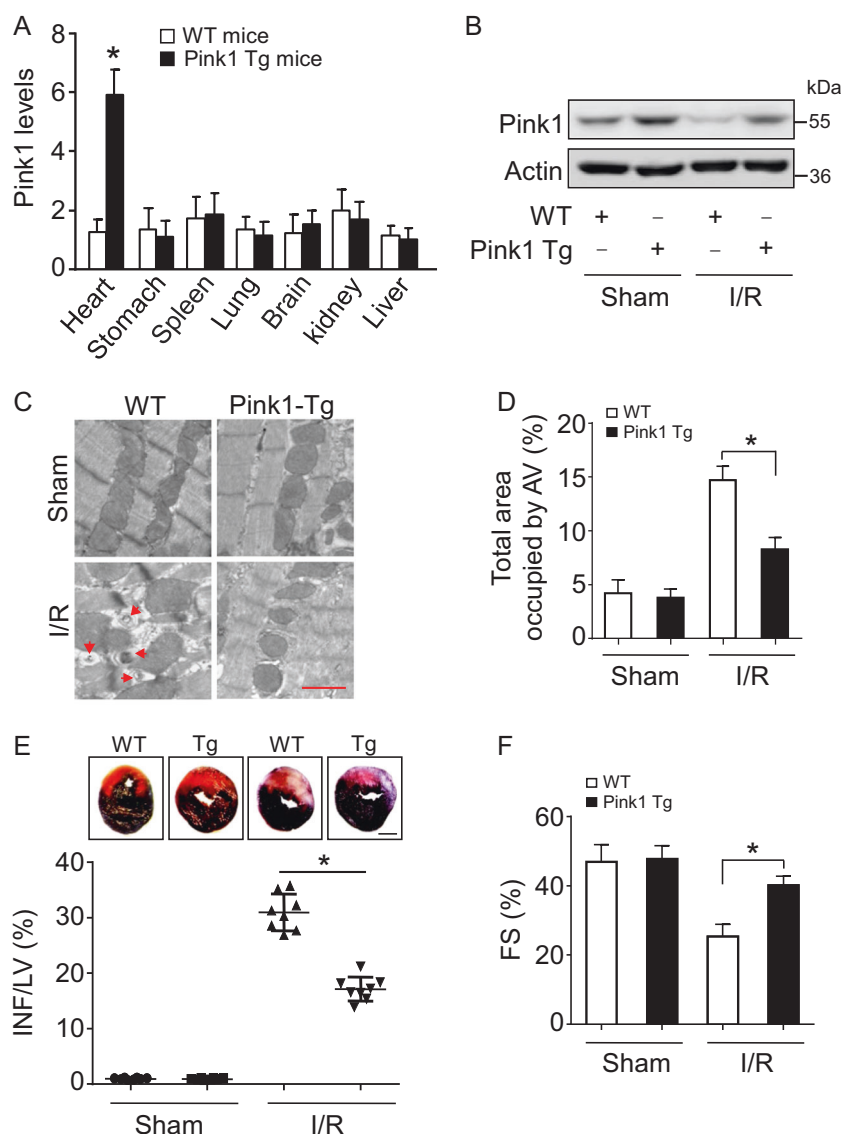 A
WT mice
Pink1 Tg mice
*
Pink1 levels
8
6
4
2
0
Heart
Stomach
Spleen
Lung
Brain
kidney
Liver
B
kDa
Pink1
55
Actin
36
WT + – + –
Pink1 Tg – + – +
Sham I/R
C
WT Pink1-Tg
Sham
I/R
D
WT
Pink1 Tg
*
Total area
occupied by AV (%)
20
15
10
5
0
Sham I/R
E
WT Tg WT Tg
*
INF/LV (%)
40
30
20
10
0
Sham I/R
F
WT
Pink1 Tg
*
FS (%)
60
40
20
0
Sham I/R